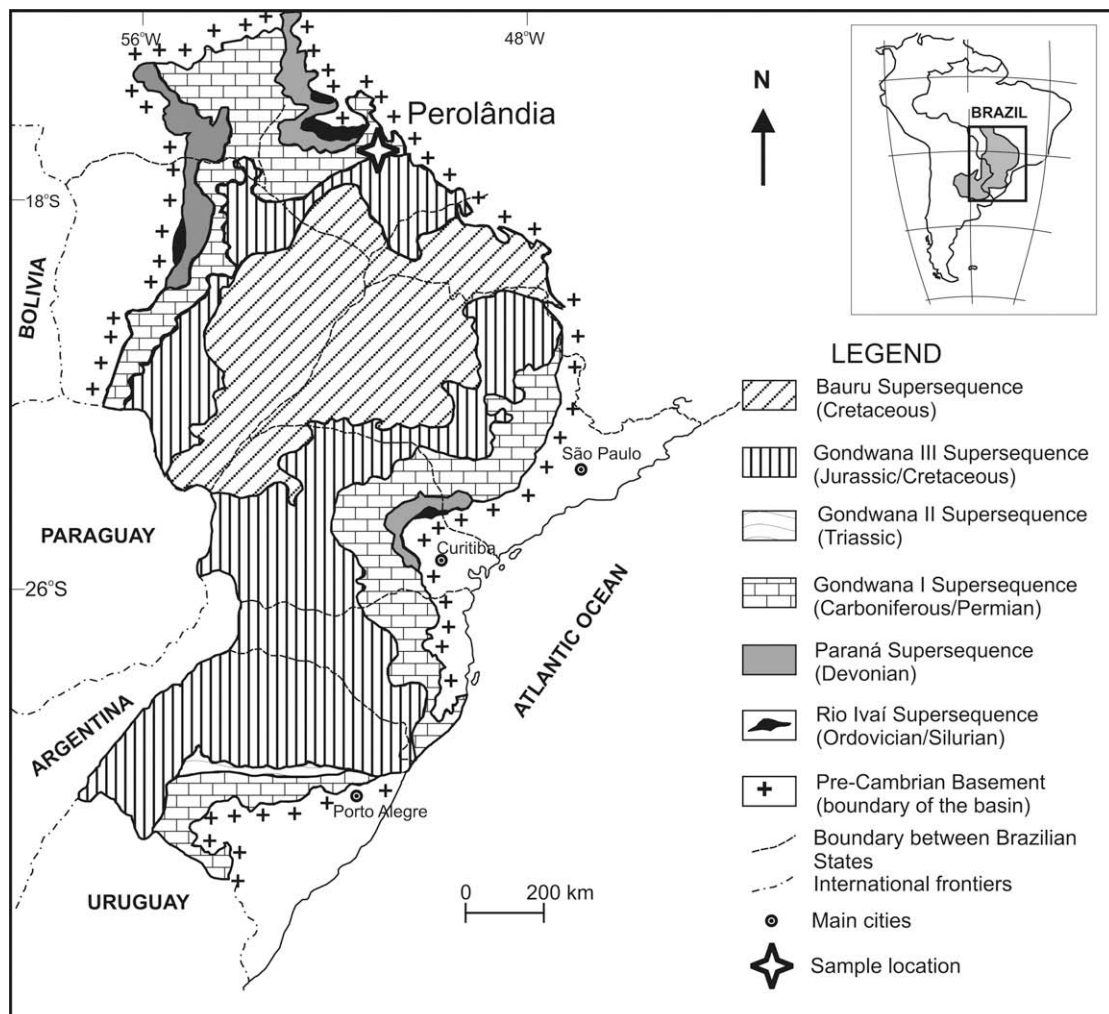 56°W
48°W
N
Perolândia
BRAZIL
18°S
BOLIVIA
LEGEND
Bauru Supersequence
(Cretaceous)
São Paulo
Gondwana III Supersequence
(Jurassic/Cretaceous)
PARAGUAY
Curitiba
Gondwana II Supersequence
(Triassic)
26°S
Gondwana I Supersequence
(Carboniferous/Permian)
ATLANTIC OCEAN
Paraná Supersequence
(Devonian)
ARGENTINA
Rio Ivaí Supersequence
(Ordovician/Silurian)
Porto Alegre
Pre-Cambrian Basement
(boundary of the basin)
Boundary between Brazilian
States
International frontiers
URUGUAY
0 200 km
Main cities
Sample location